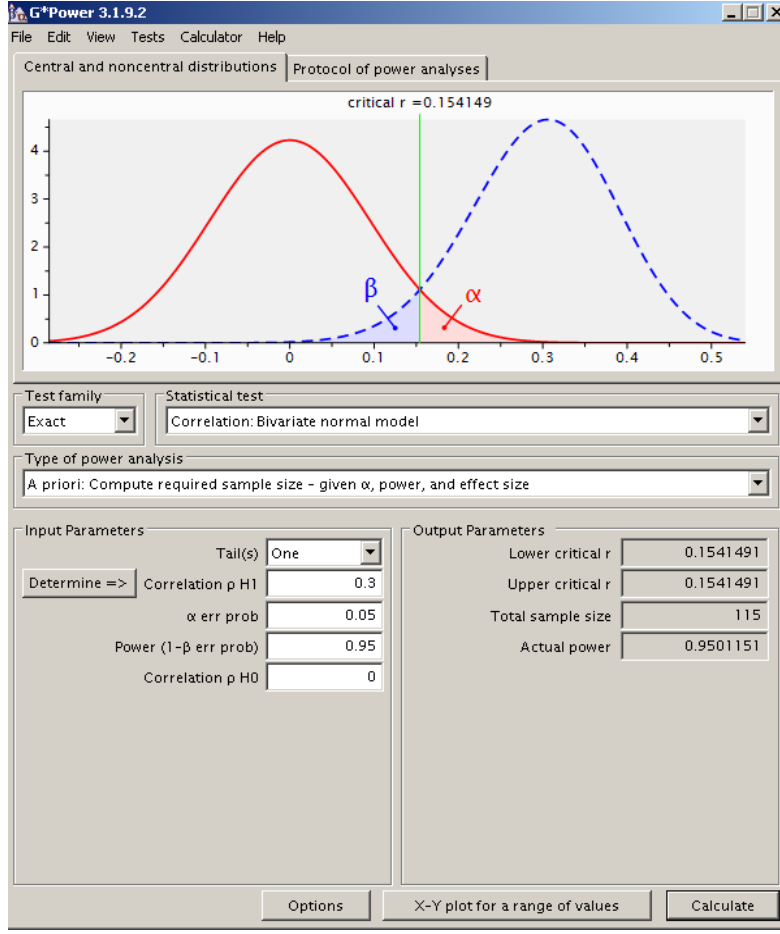 G*Power 3.1.9.2
File Edit View Tests Calculator Help
Central and noncentral distributions Protocol of power analyses
critical r =0.154149
4
3
2
1
0
β α
-0.2 -0.1 0 0.1 0.2 0.3 0.4 0.5
Test family Statistical test
Exact Correlation: Bivariate normal model
Type of power analysis
A priori: Compute required sample size - given α, power, and effect size
Input Parameters Output Parameters
Tail(s) One Lower critical r 0.1541491
Determine => Correlation ρ H1 0.3 Upper critical r 0.1541491
α err prob 0.05 Total sample size 115
Power (1-β err prob) 0.95 Actual power 0.9501151
Correlation ρ H0 0
Options X-Y plot for a range of values Calculate